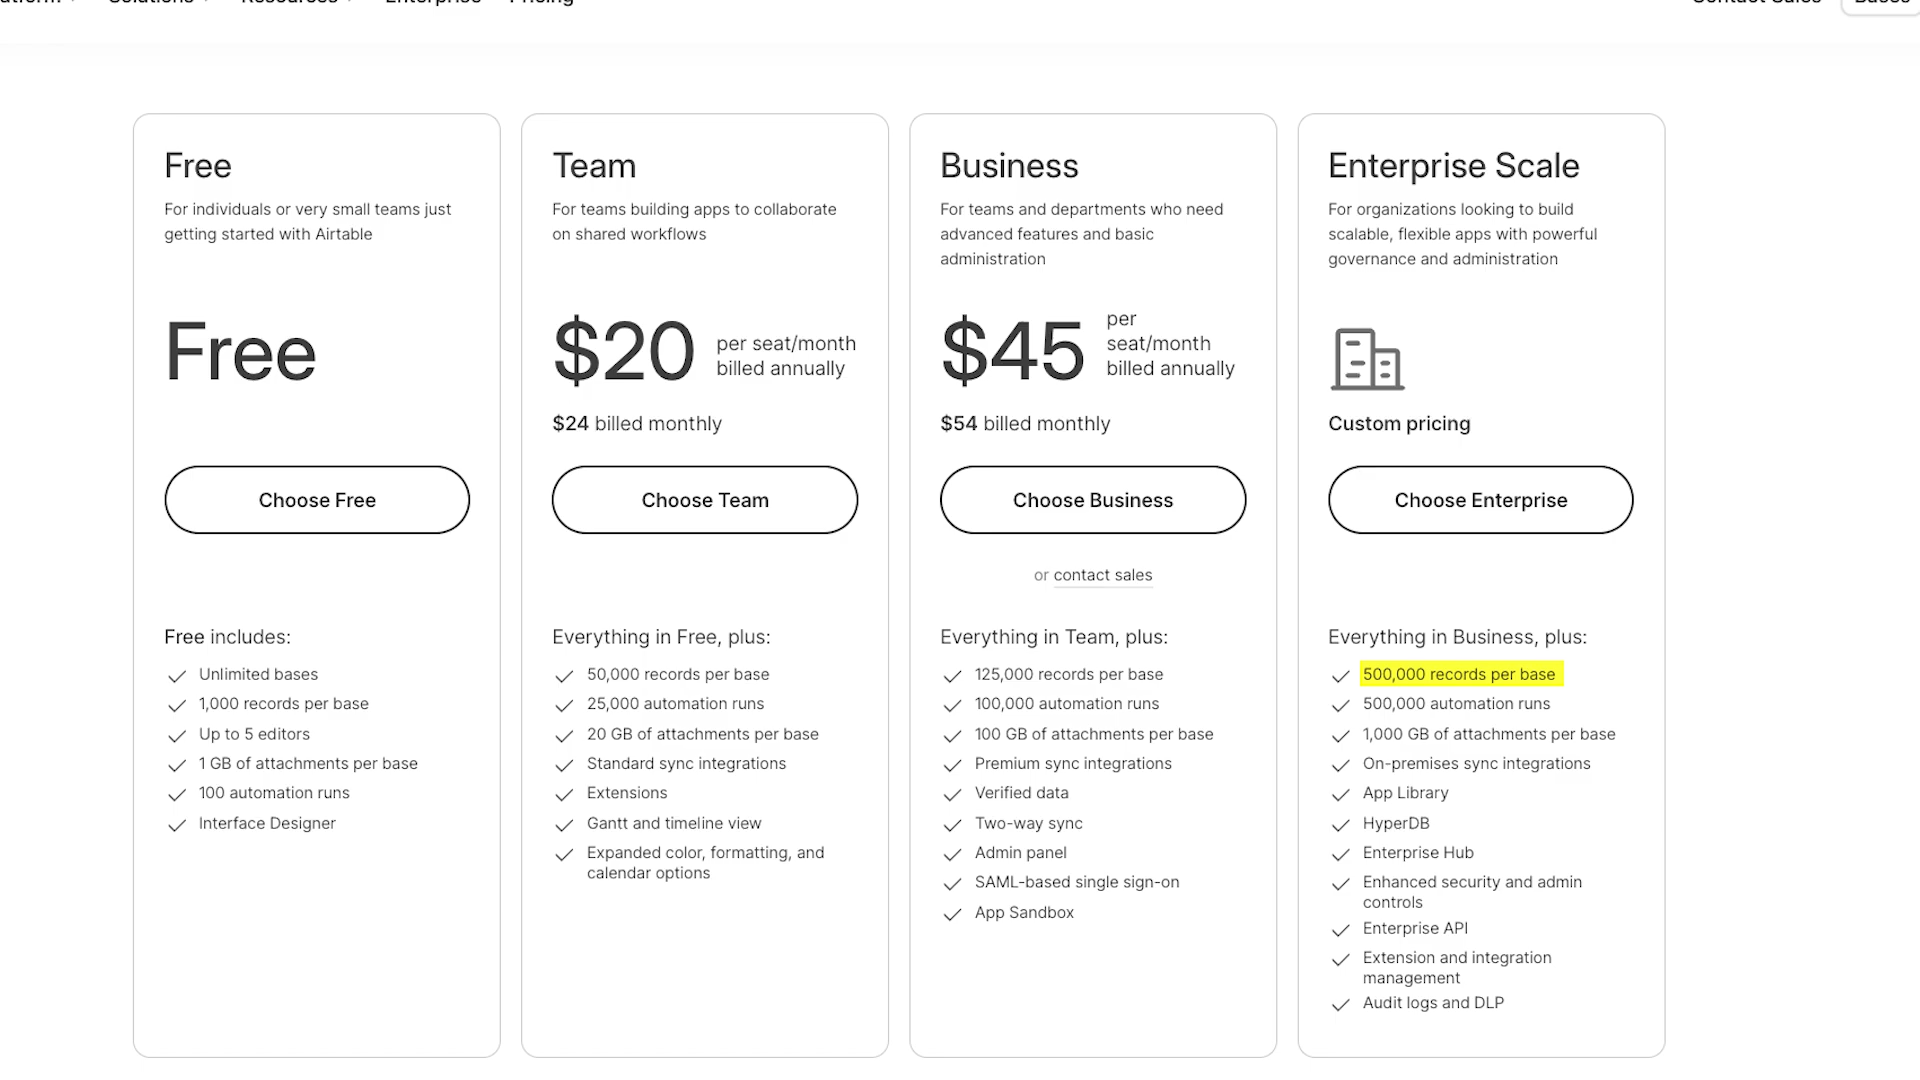 Solutions
Resources
Enterprise
Pricing
Contact Sales
Bases
Free
For individuals or very small teams just
getting started with Airtable
Free
Choose Free
Free includes:
Unlimited bases
1,000 records per base
Up to 5 editors
1 GB of attachments per base
100 automation runs
Interface Designer
Team
For teams building apps to collaborate
on shared workflows
$20
per seat/month
billed annually
$24 billed monthly
Choose Team
Everything in Free, plus:
50,000 records per base
25,000 automation runs
20 GB of attachments per base
Standard sync integrations
Extensions
Gantt and timeline view
Expanded color, formatting, and
calendar options
Business
For teams and departments who need
advanced features and basic
administration
$45
per
seat/month
billed annually
$54 billed monthly
Choose Business
or contact sales
Everything in Team, plus:
125,000 records per base
100,000 automation runs
100 GB of attachments per base
Premium sync integrations
Verified data
Two-way sync
Admin panel
SAML-based single sign-on
App Sandbox
Enterprise Scale
For organizations looking to build
scalable, flexible apps with powerful
governance and administration
Custom pricing
Choose Enterprise
Everything in Business, plus:
500,000 records per base
500,000 automation runs
1,000 GB of attachments per base
On-premises sync integrations
App Library
HyperDB
Enterprise Hub
Enhanced security and admin
controls
Enterprise API
Extension and integration
management
Audit logs and DLP